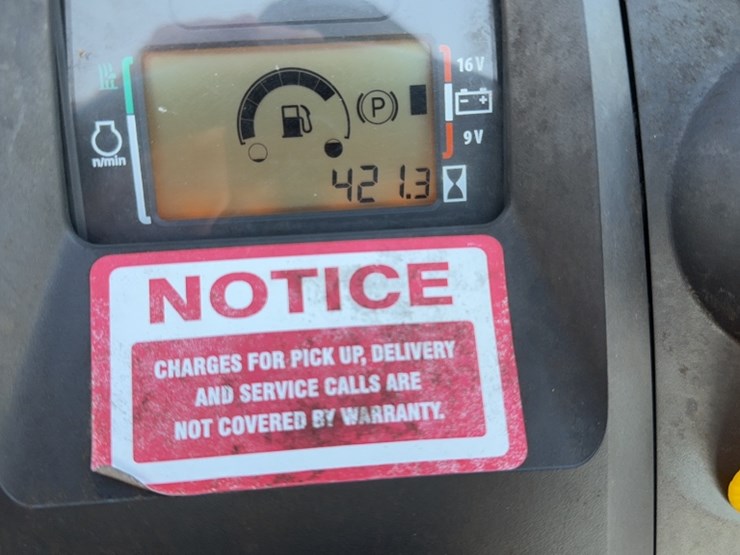 16V
P
- +
9V
n/min
421.3
NOTICE
CHARGES FOR PICK UP, DELIVERY
AND SERVICE CALLS ARE
NOT COVERED BY WARRANTY.